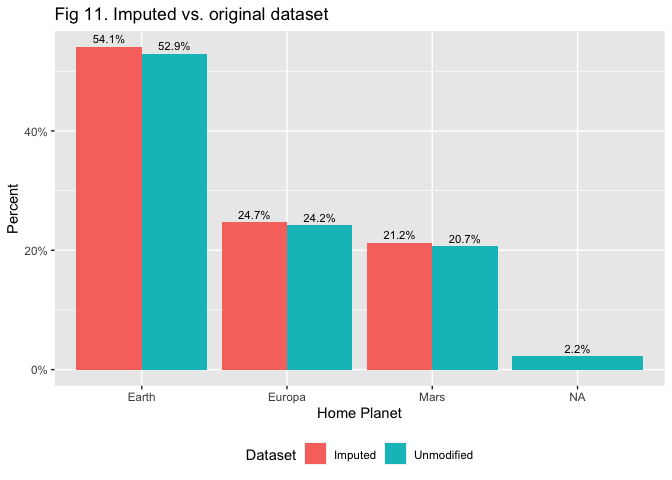 Fig 11. Imputed vs. original dataset
54.1%
52.9%
24.7%
24.2%
21.2%
20.7%
2.2%
40%
20%
0%
Percent
Earth Europa Mars NA
Home Planet
Dataset Imputed Unmodified